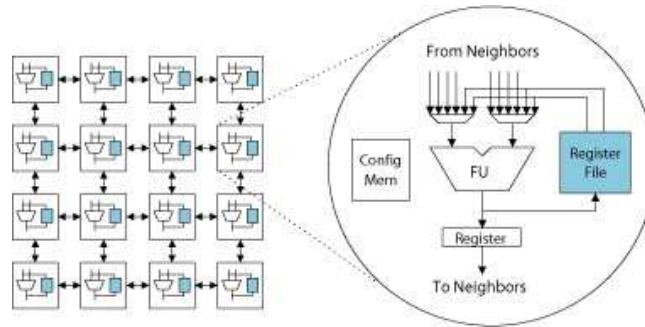 From Neighbors
Config
Mem
FU
Register
File
Register
To Neighbors